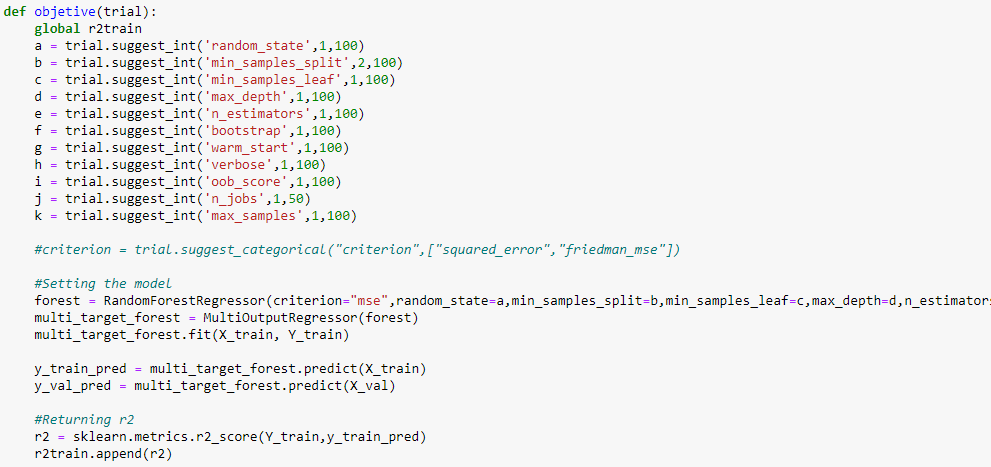 def objetive(trial):
    global r2train
    a = trial.suggest_int('random_state',1,100)
    b = trial.suggest_int('min_samples_split',2,100)
    c = trial.suggest_int('min_samples_leaf',1,100)
    d = trial.suggest_int('max_depth',1,100)
    e = trial.suggest_int('n_estimators',1,100)
    f = trial.suggest_int('bootstrap',1,100)
    g = trial.suggest_int('warm_start',1,100)
    h = trial.suggest_int('verbose',1,100)
    i = trial.suggest_int('oob_score',1,100)
    j = trial.suggest_int('n_jobs',1,50)
    k = trial.suggest_int('max_samples',1,100)
    #criterion = trial.suggest_categorical("criterion",["squared_error","friedman_mse"])
    #Setting the model
    forest = RandomForestRegressor(criterion="mse",random_state=a,min_samples_split=b,min_samples_leaf=c,max_depth=d,n_estimators
    multi_target_forest = MultiOutputRegressor(forest)
    multi_target_forest.fit(X_train, Y_train)
    y_train_pred = multi_target_forest.predict(X_train)
    y_val_pred = multi_target_forest.predict(X_val)
    #Returning r2
    r2 = sklearn.metrics.r2_score(Y_train,y_train_pred)
    r2train.append(r2)